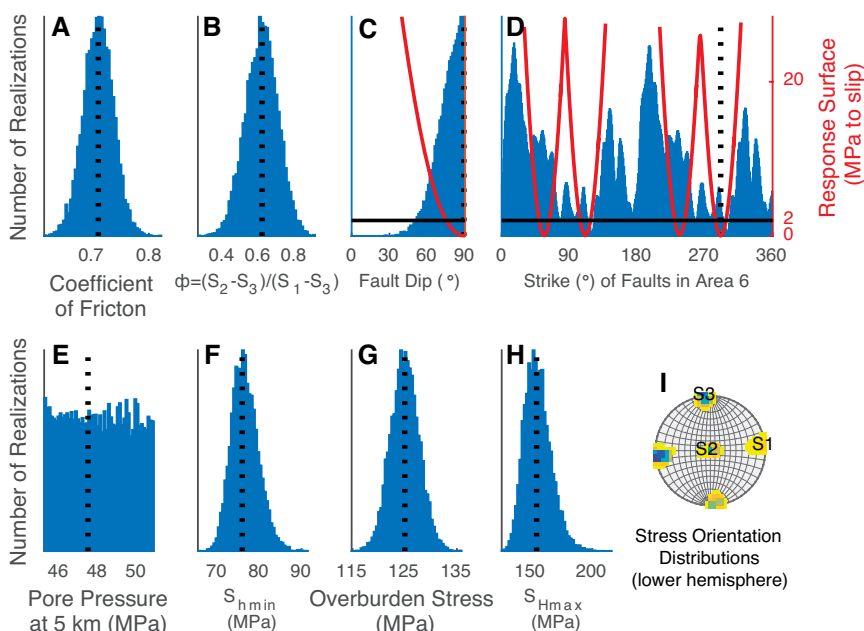 A
B
C
D
Number of Realizations
0.7
0.8
Coefficient
of Fricton
0.4
0.6
0.8
ϕ=(S2-S3)/(S1-S3)
0
30
60
90
Fault Dip (°)
0
90
180
270
360
Strike (°) of Faults in Area 6
20
2
0
Response Surface
(MPa to slip)
E
F
G
H
I
Number of Realizations
46
48
50
Pore Pressure
at 5 km (MPa)
70
80
90
Shmin
(MPa)
115
125
135
Overburden Stress
(MPa)
150
200
SHmax
(MPa)
S3
S2
S1
Stress Orientation
Distributions
(lower hemisphere)